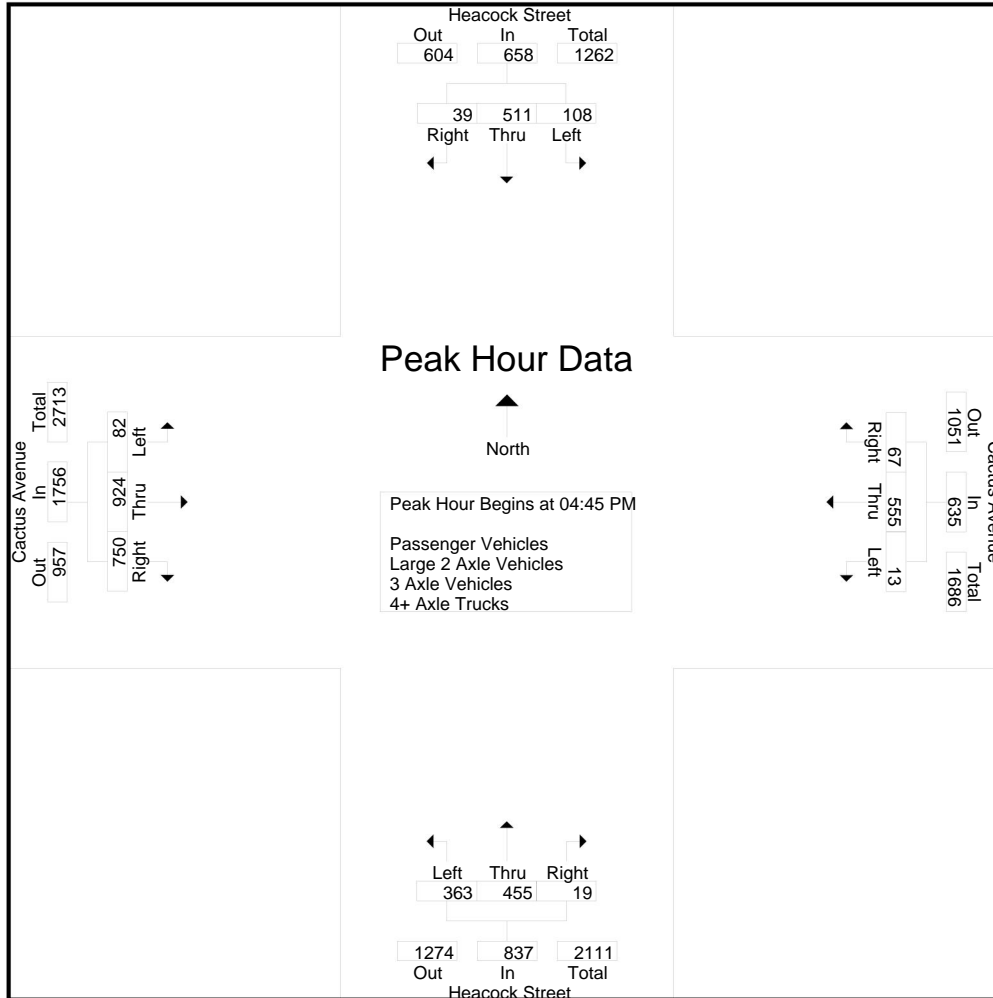 Heacock Street
Out In Total
604 658 1262
39 511 108
Right Thru Left
Peak Hour Data
North
Peak Hour Begins at 04:45 PM
Passenger Vehicles
Large 2 Axle Vehicles
3 Axle Vehicles
4+ Axle Trucks
Cactus Avenue
Out In Total
957 1756 2713
82 924 750
Left Thru Right
Cactus Avenue
Out In Total
1051 635 1686
67 555 13
Right Thru Left
Left Thru Right
363 455 19
1274 837 2111
Out In Total
Heacock Street